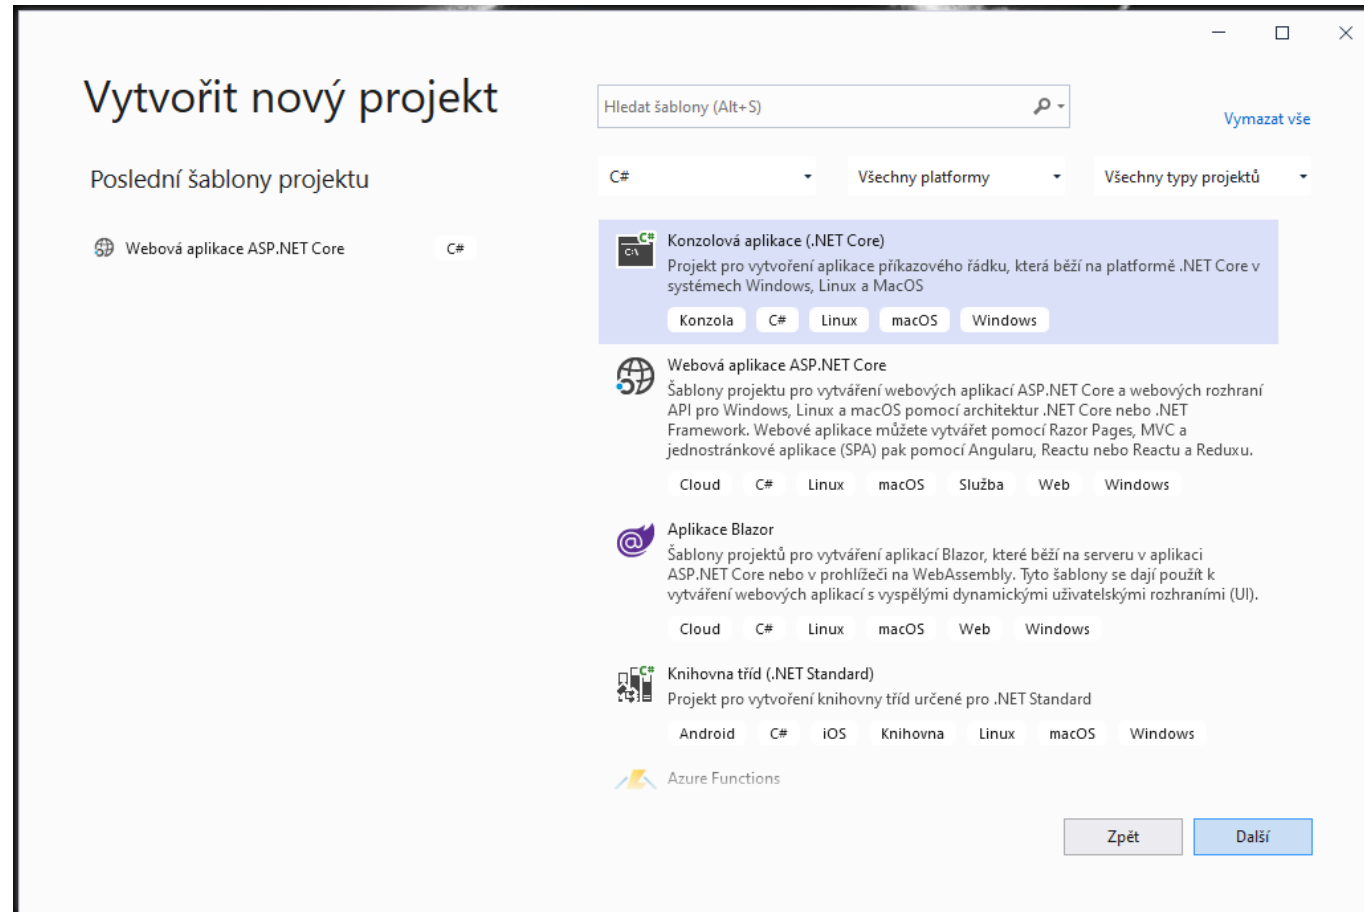 Vytvořit nový projekt
Hledat šablony (Alt+S)
Vymazat vše
Poslední šablony projektu
C#
Všechny platformy
Všechny typy projektů
Webová aplikace ASP.NET Core
C#
C#
C:\
Konzolová aplikace (.NET Core)
Projekt pro vytvoření aplikace příkazového řádku, která běží na platformě .NET Core v
systémech Windows, Linux a MacOS
Konzola C# Linux macOS Windows
Webová aplikace ASP.NET Core
Šablony projektu pro vytváření webových aplikací ASP.NET Core a webových rozhraní
API pro Windows, Linux a macOS pomocí architektur .NET Core nebo .NET
Framework. Webové aplikace můžete vytvářet pomocí Razor Pages, MVC a
jednostránkové aplikace (SPA) pak pomocí Angularu, Reactu nebo Reactu a Reduxu.
Cloud C# Linux macOS Služba Web Windows
Aplikace Blazor
Šablony projektů pro vytváření aplikací Blazor, které běží na serveru v aplikaci
ASP.NET Core nebo v prohlížeči na WebAssembly. Tyto šablony se dají použít k
vytváření webových aplikací s vyspělými dynamickými uživatelskými rozhraními (UI).
Cloud C# Linux macOS Web Windows
C#
Knihovna tříd (.NET Standard)
Projekt pro vytvoření knihovny tříd určené pro .NET Standard
Android C# iOS Knihovna Linux macOS Windows
Azure Functions
Zpět
Další